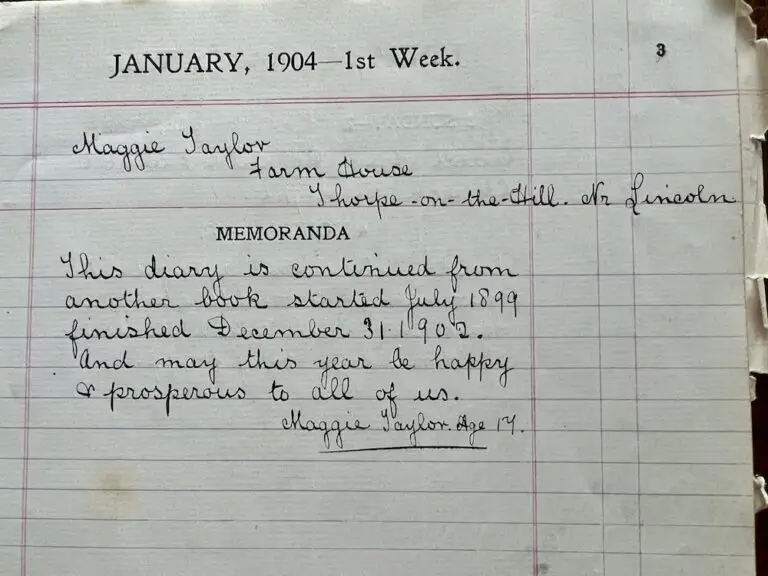 JANUARY, 1904—1st Week.
3
Maggie Taylor
Farm House
Thorpe-on-the-Hill. Nr Lincoln
MEMORANDA
This diary is continued from
another book started July 1899
finished December 31. 1902.
And may this year be happy
& prosperous to all of us.
Maggie Taylor. Age 17.